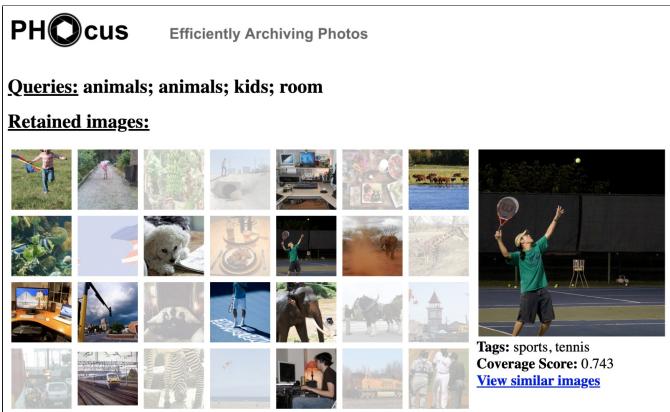 PHOcus
Efficiently Archiving Photos
Queries: animals; animals; kids; room
Retained images:
Tags: sports, tennis
Coverage Score: 0.743
View similar images